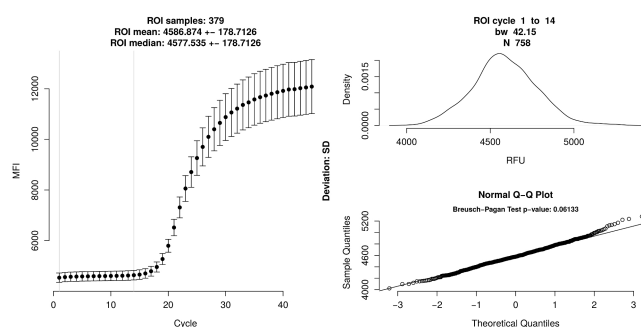 ROI samples: 379
ROI mean: 4586.874 +- 178.7126
ROI median: 4577.535 +- 178.7126
MFI
6000
8000
10000
12000
0
10
20
30
40
Cycle
Deviation: SD
ROI cycle 1 to 14
bw 42.15
N 758
Density
0.0000
0.0015
4000
4500
5000
RFU
Normal Q-Q Plot
Breusch-Pagan Test p-value: 0.06133
Sample Quantiles
4000
4600
5200
-3
-2
-1
0
1
2
3
Theoretical Quantiles